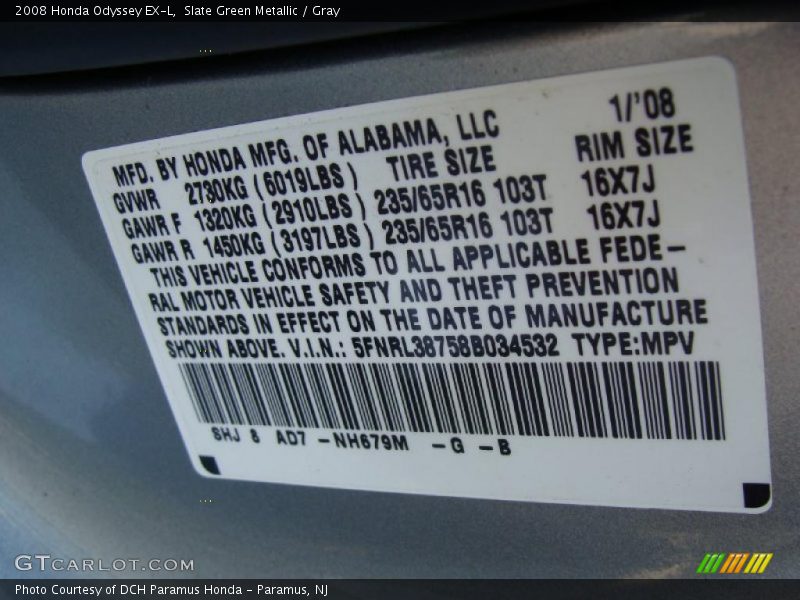 2008 Honda Odyssey EX-L, Slate Green Metallic / Gray
1/'08
MFD. BY HONDA MFG. OF ALABAMA, LLC
GVWR 2730KG (6019LBS) TIRE SIZE RIM SIZE
GAWR F 1320KG (2910LBS) 235/65R16 103T 16X7J
GAWR R 1450KG (3197LBS) 235/65R16 103T 16X7J
THIS VEHICLE CONFORMS TO ALL APPLICABLE FEDE-
RAL MOTOR VEHICLE SAFETY AND THEFT PREVENTION
STANDARDS IN EFFECT ON THE DATE OF MANUFACTURE
SHOWN ABOVE. V.I.N.: 5FNRL38758B034532 TYPE:MPV
SHJ 8 AD7 -NH679M -G -B
GTCARLOT.COM
Photo Courtesy of DCH Paramus Honda - Paramus, NJ